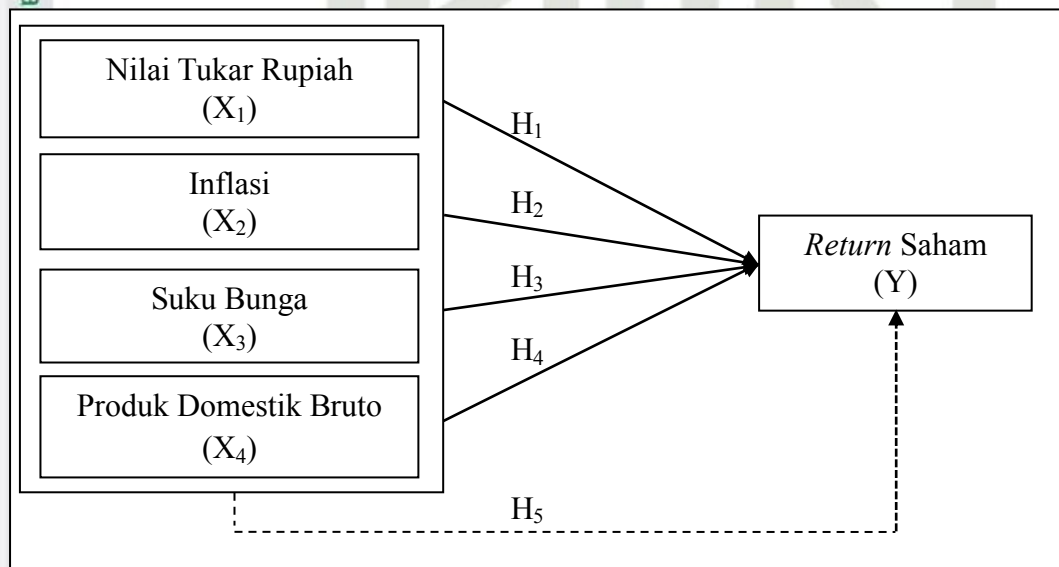 Nilai Tukar Rupiah
(X₁)
Inflasi
(X₂)
Suku Bunga
(X₃)
Produk Domestik Bruto
(X₄)
H₁
H₂
H₃
H₄
H₅
Return Saham
(Y)